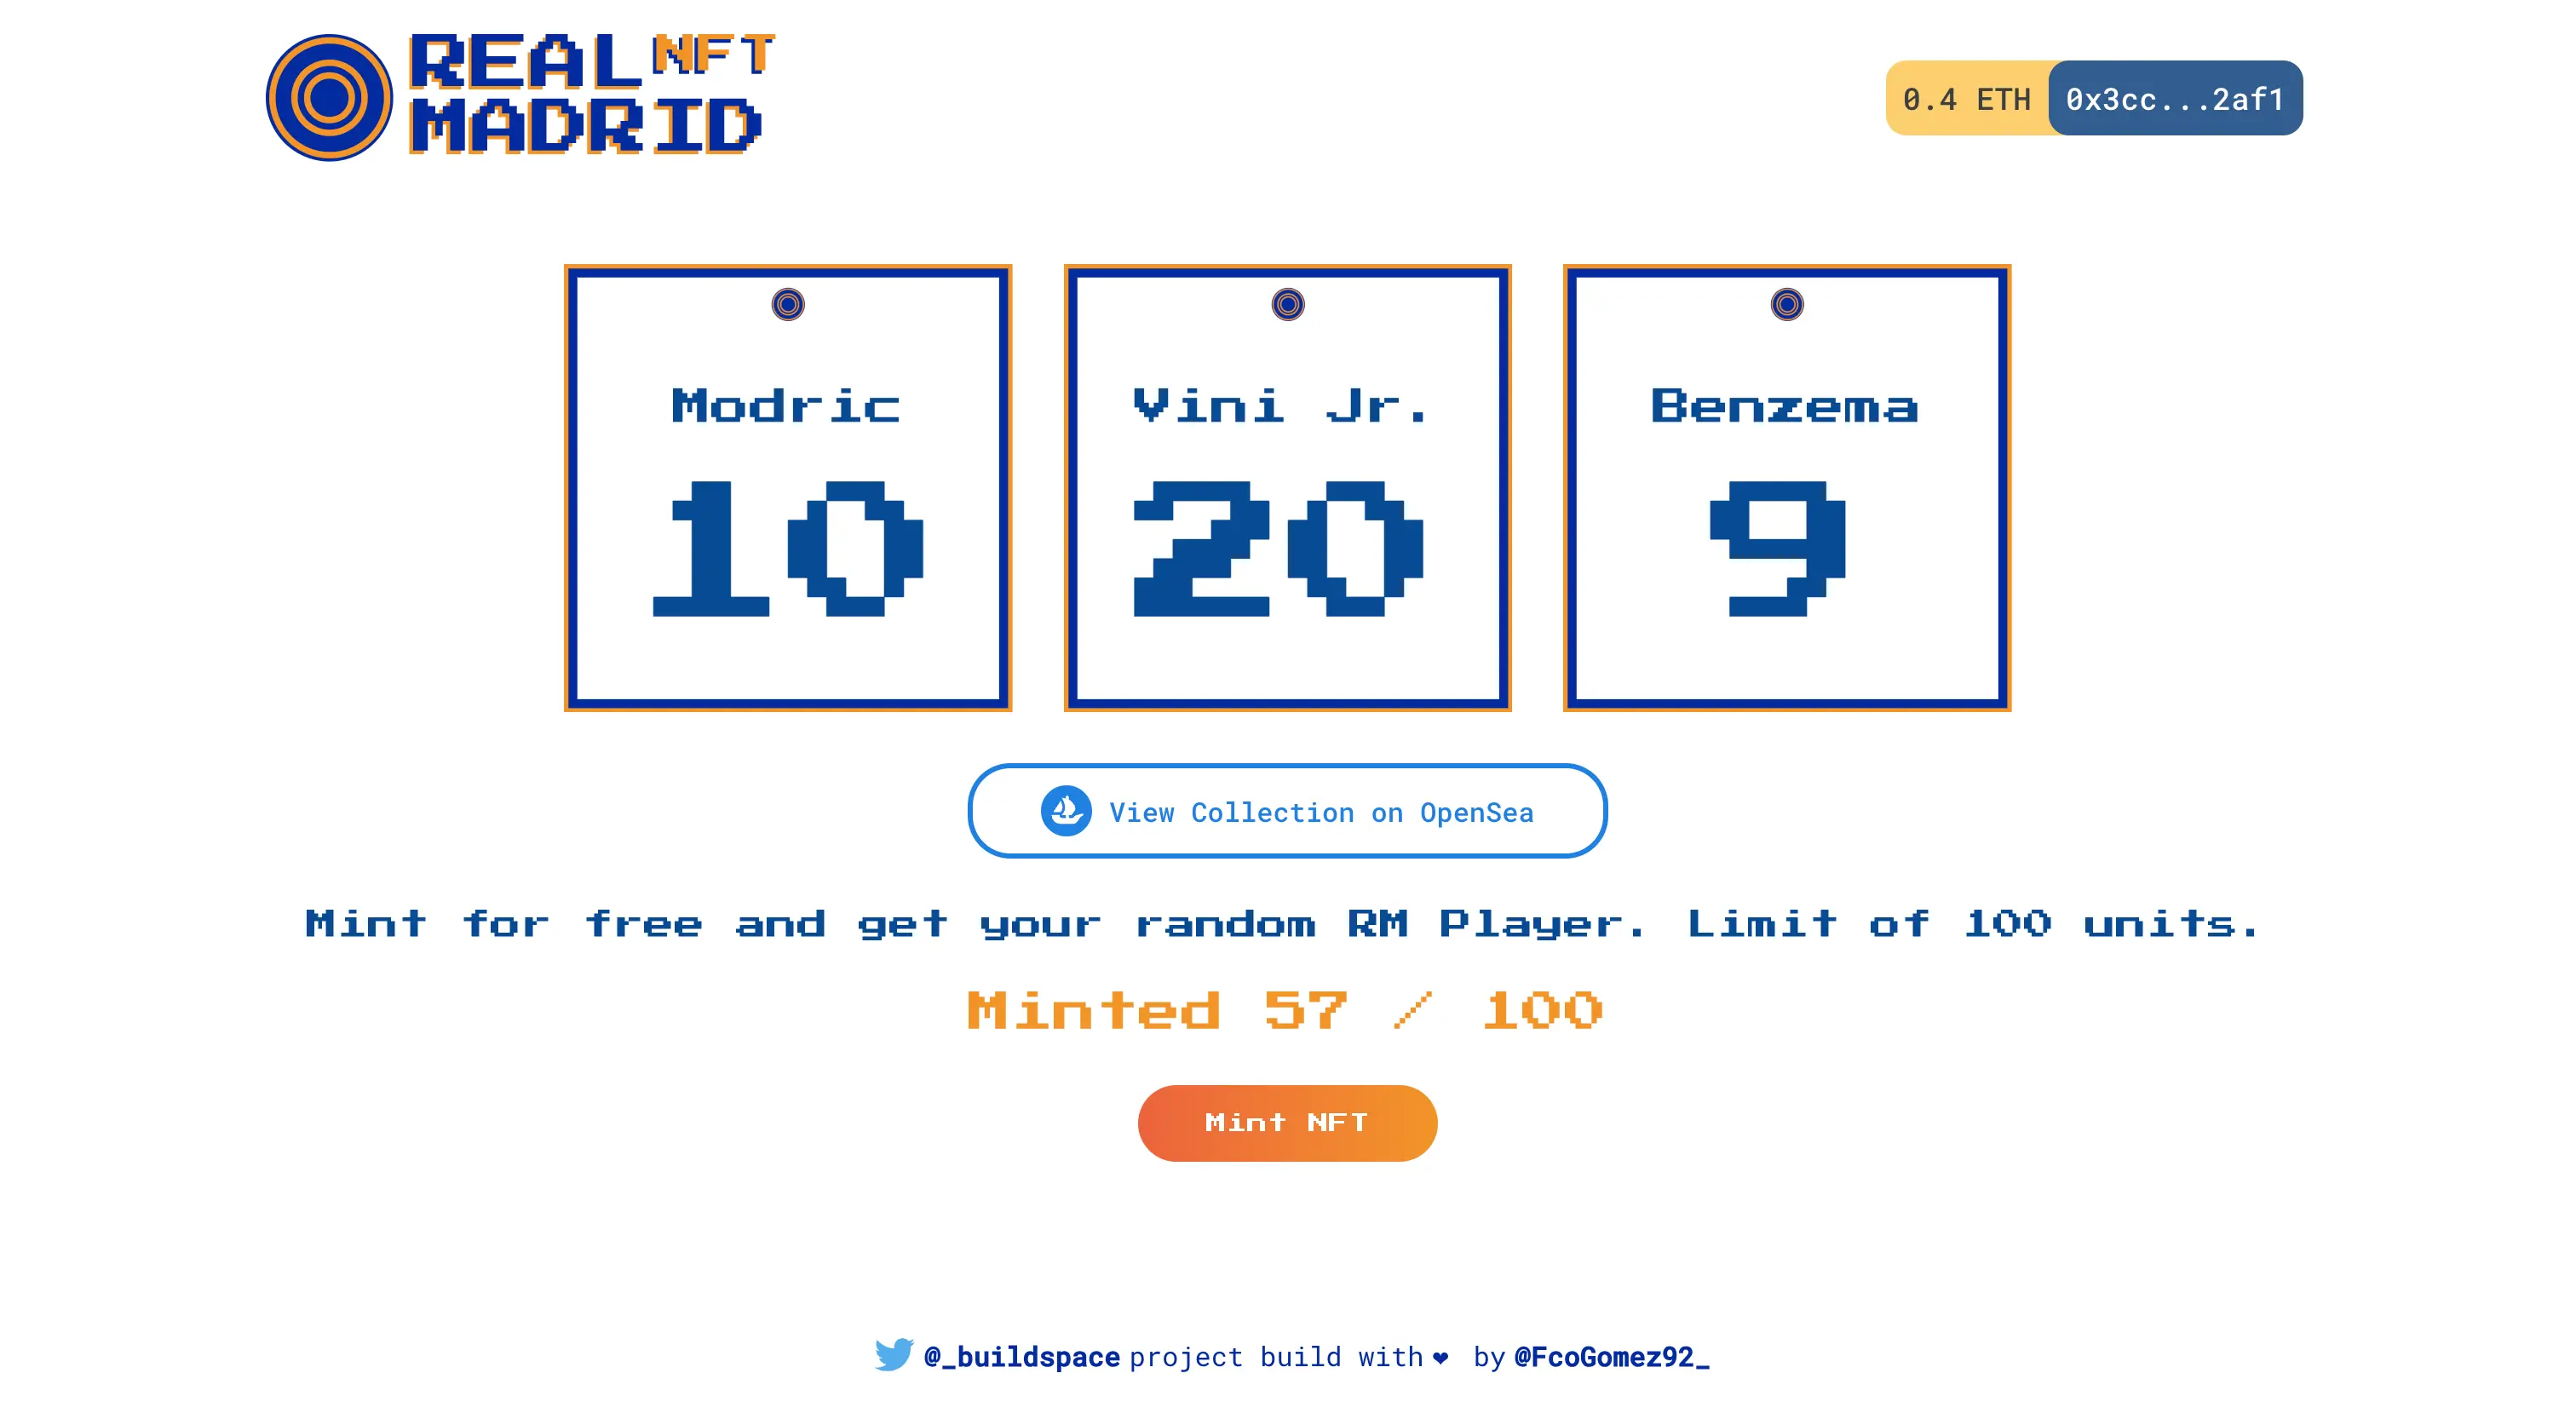 REAL NFT
MADRID
0.4 ETH 0x3cc...2af1
Modric
10
Vini Jr.
20
Benzema
9
View Collection on OpenSea
Mint for free and get your random RM Player. Limit of 100 units.
Minted 57 / 100
Mint NFT
@_buildspace project build with ❤ by @FcoGomez92_